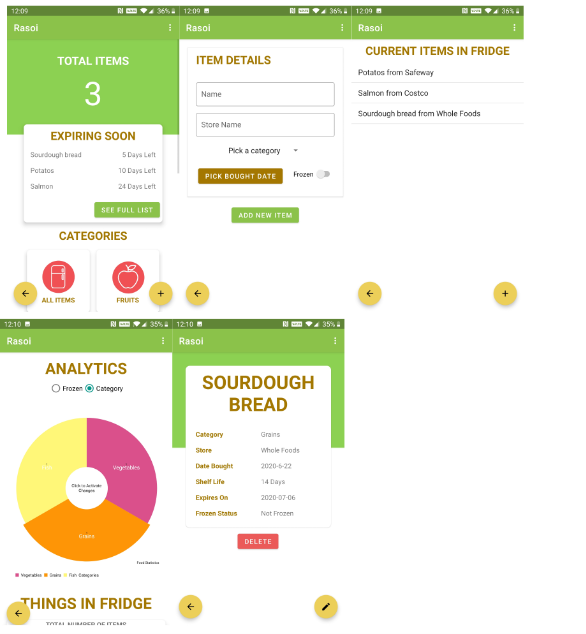 12:09
36%
Rasoi
TOTAL ITEMS
3
EXPIRING SOON
Sourdough bread 5 Days Left
Potatos 10 Days Left
Salmon 24 Days Left
SEE FULL LIST
CATEGORIES
ALL ITEMS
FRUITS
12:09
36%
Rasoi
ITEM DETAILS
Name
Store Name
Pick a category
PICK BOUGHT DATE
Frozen
ADD NEW ITEM
12:09
36%
Rasoi
CURRENT ITEMS IN FRIDGE
Potatos from Safeway
Salmon from Costco
Sourdough bread from Whole Foods
12:10
35%
Rasoi
ANALYTICS
Frozen Category
Vegetables
Grains
Click to Activate
Changes
Vegetables Grains Fish Categories
THINGS IN FRIDGE
TOTAL NUMBER OF ITEMS
12:10
35%
Rasoi
SOURDOUGH
BREAD
Category Grains
Store Whole Foods
Date Bought 2020-6-22
Shelf Life 14 Days
Expires On 2020-07-06
Frozen Status Not Frozen
DELETE